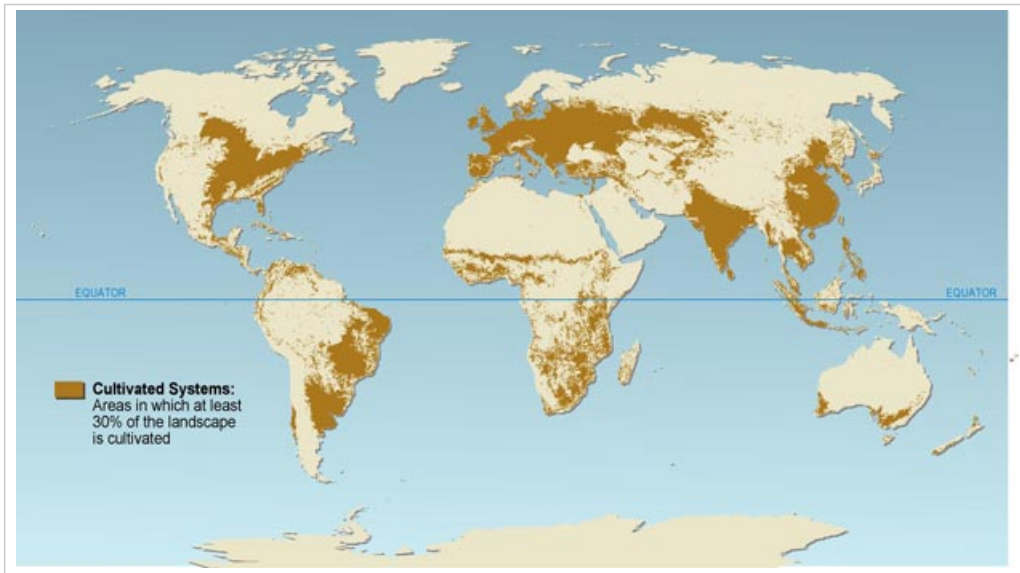 EQUATOR
EQUATOR
Cultivated Systems:
Areas in which at least
30% of the landscape
is cultivated